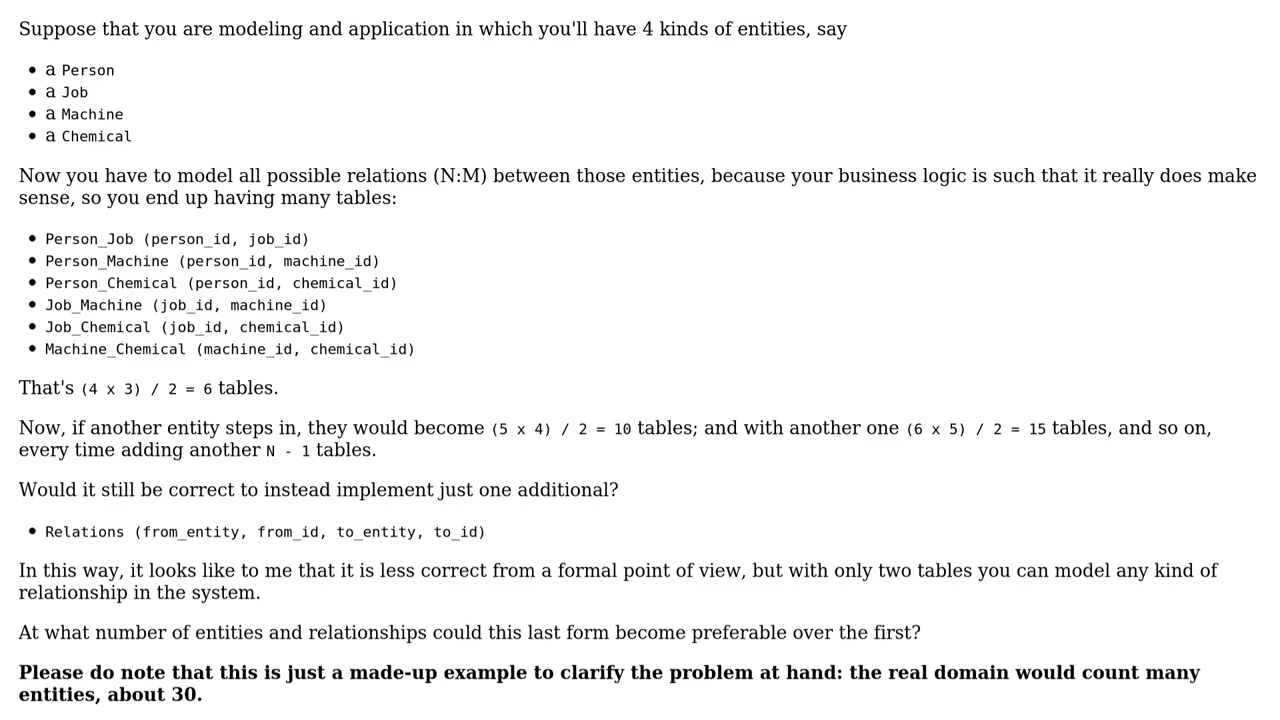 Suppose that you are modeling and application in which you'll have 4 kinds of entities, say
• a Person
• a Job
• a Machine
• a Chemical
Now you have to model all possible relations (N:M) between those entities, because your business logic is such that it really does make
sense, so you end up having many tables:
• Person_Job (person_id, job_id)
• Person_Machine (person_id, machine_id)
• Person_Chemical (person_id, chemical_id)
• Job_Machine (job_id, machine_id)
• Job_Chemical (job_id, chemical_id)
• Machine_Chemical (machine_id, chemical_id)
That's (4 x 3) / 2 = 6 tables.
Now, if another entity steps in, they would become (5 x 4) / 2 = 10 tables; and with another one (6 x 5) / 2 = 15 tables, and so on,
every time adding another N - 1 tables.
Would it still be correct to instead implement just one additional?
• Relations (from_entity, from_id, to_entity, to_id)
In this way, it looks like to me that it is less correct from a formal point of view, but with only two tables you can model any kind of
relationship in the system.
At what number of entities and relationships could this last form become preferable over the first?
Please do note that this is just a made-up example to clarify the problem at hand: the real domain would count many
entities, about 30.